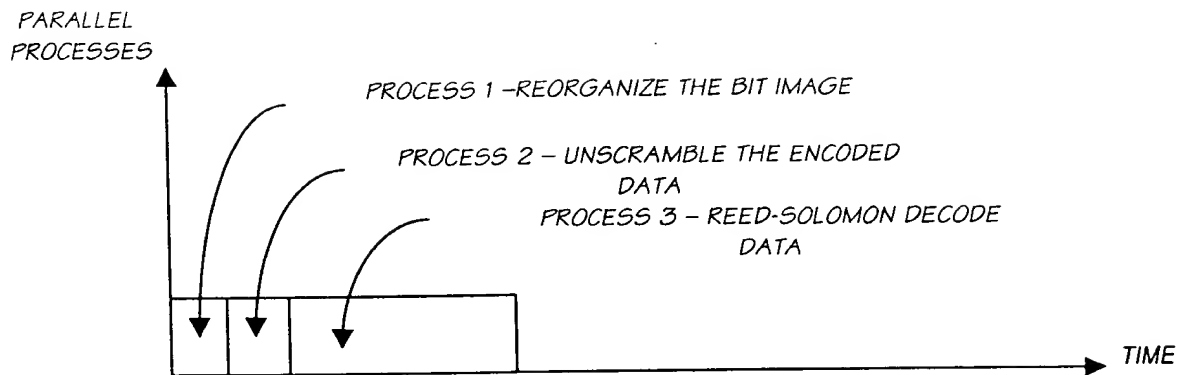 PARALLEL
PROCESSES
PROCESS 1 –REORGANIZE THE BIT IMAGE
PROCESS 2 – UNSCRAMBLE THE ENCODED
DATA
PROCESS 3 – REED-SOLOMON DECODE
DATA
TIME